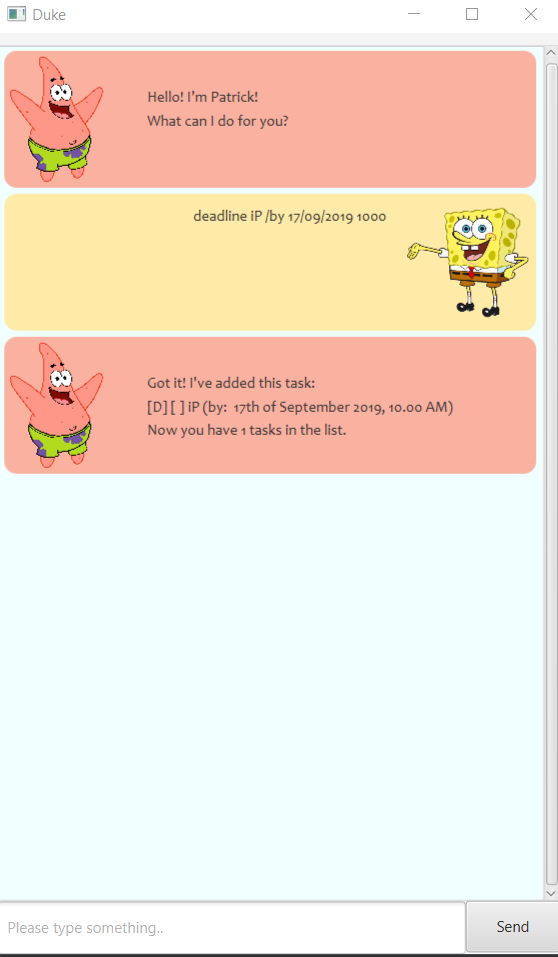 Duke
Hello! I'm Patrick!
What can I do for you?
deadline iP /by 17/09/2019 1000
Got it! I've added this task:
[D] [ ] iP (by:  17th of September 2019, 10.00 AM)
Now you have 1 tasks in the list.
Please type something..
Send